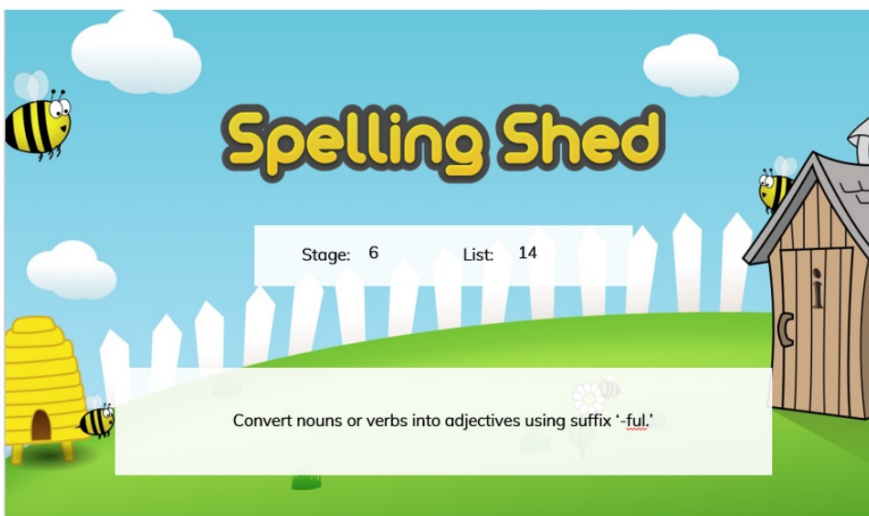 Spelling Shed
Stage: 6 List: 14
Convert nouns or verbs into adjectives using suffix ‘-ful.’